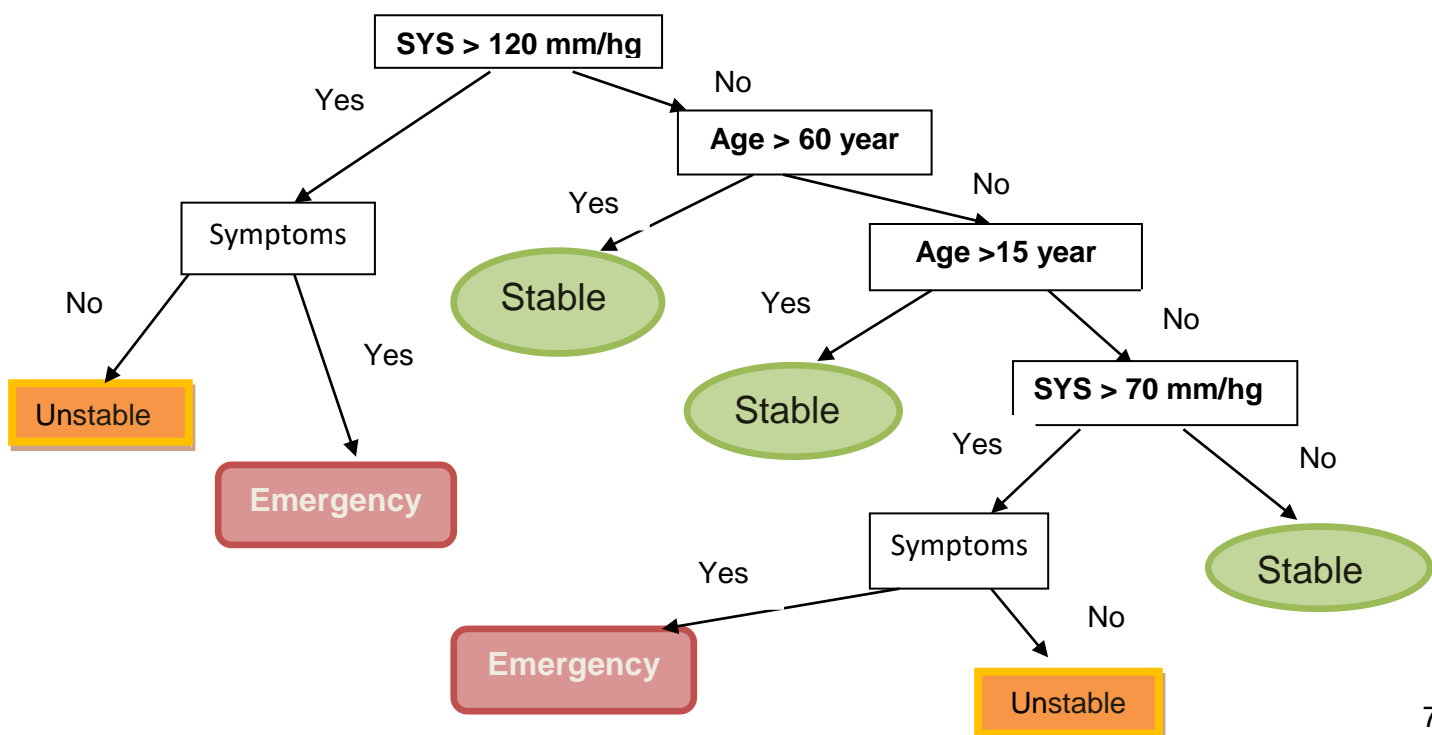 SYS > 120 mm/hg
Yes
No
Age > 60 year
Symptoms
Yes
No
Stable
Age >15 year
No
Yes
Yes
No
Unstable
Stable
SYS > 70 mm/hg
Emergency
Yes
No
Symptoms
Stable
Yes
No
Emergency
Unstable
7